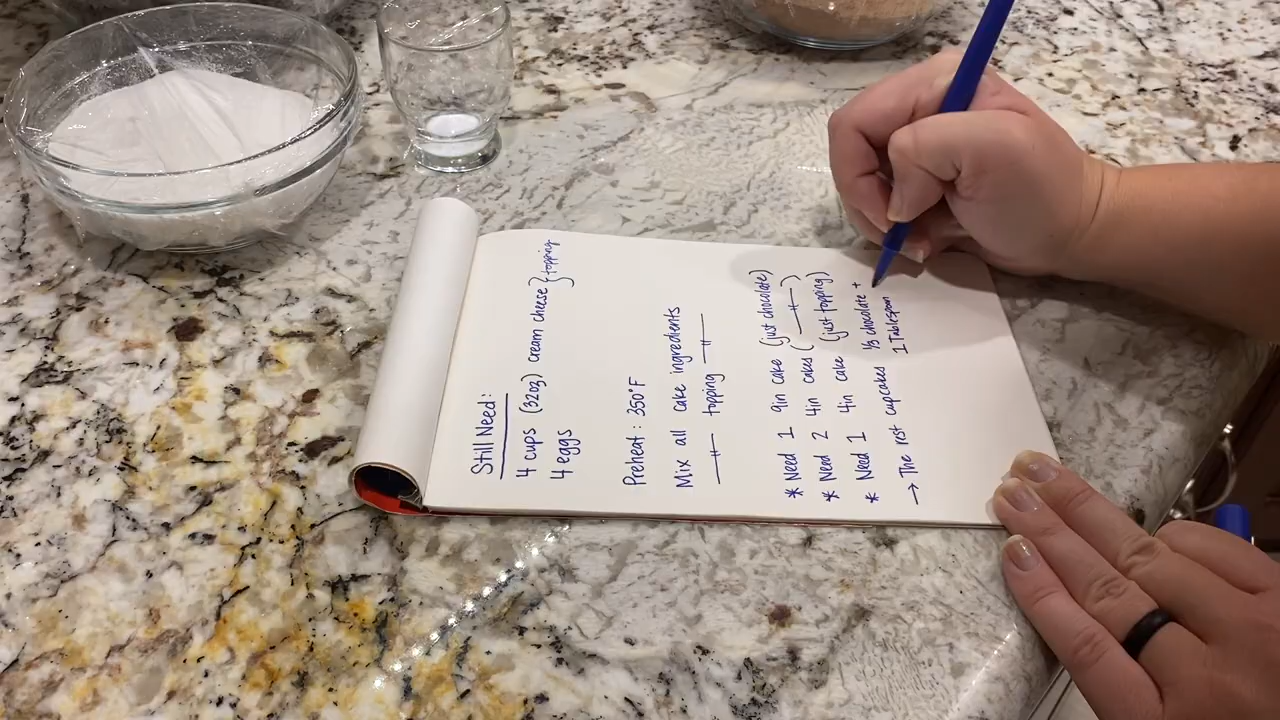 Still Need:
4 cups (32oz) cream cheese } topping
4 eggs
Preheat: 350°F
Mix all cake ingredients
—〃— topping —〃—
* Need 1 9in cake (just chocolate)
* Need 2 4in cakes (—〃—)
* Need 1 4in cake (just topping)
→ The rest cupcakes 1/3 chocolate +
1 Tablespoon